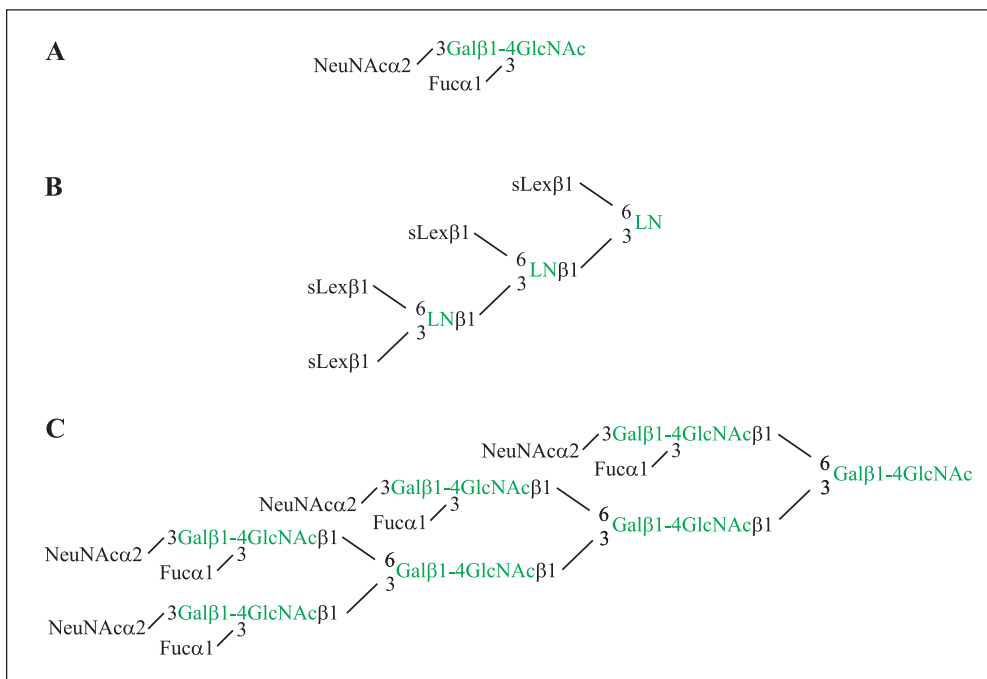 A
3Galβ1-4GlcNAc
NeuNAcα2
3
Fucα1
B
sLexβ1
6
LN
3
sLexβ1
6
LNβ1
3
sLexβ1
6
LNβ1
3
sLexβ1
C
3Galβ1-4GlcNAcβ1
NeuNAcα2
3
Fucα1
6
Galβ1-4GlcNAc
3
3Galβ1-4GlcNAcβ1
NeuNAcα2
3
Fucα1
6
Galβ1-4GlcNAcβ1
3
3Galβ1-4GlcNAcβ1
NeuNAcα2
3
Fucα1
6
Galβ1-4GlcNAcβ1
3
3Galβ1-4GlcNAcβ1
NeuNAcα2
3
Fucα1